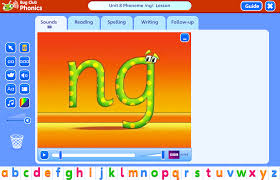 Bug Club
Phonics
Unit 8 Phoneme /ng/ Lesson
Guide
Sounds Reading Spelling Writing Follow-up
ng
a b c d e f g h i j k l m n o p q r s t u v w x y z